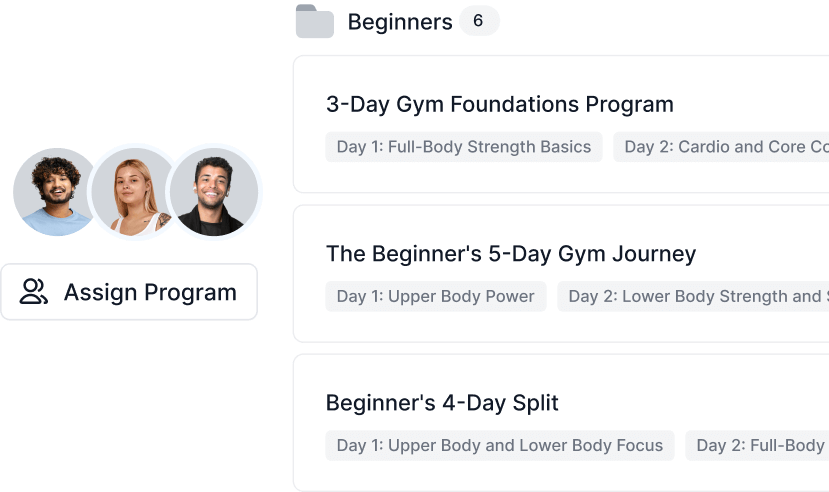 Beginners 6
3-Day Gym Foundations Program
Day 1: Full-Body Strength Basics Day 2: Cardio and Core
The Beginner's 5-Day Gym Journey
Day 1: Upper Body Power Day 2: Lower Body Strength and
Assign Program
Beginner's 4-Day Split
Day 1: Upper Body and Lower Body Focus Day 2: Full-Body